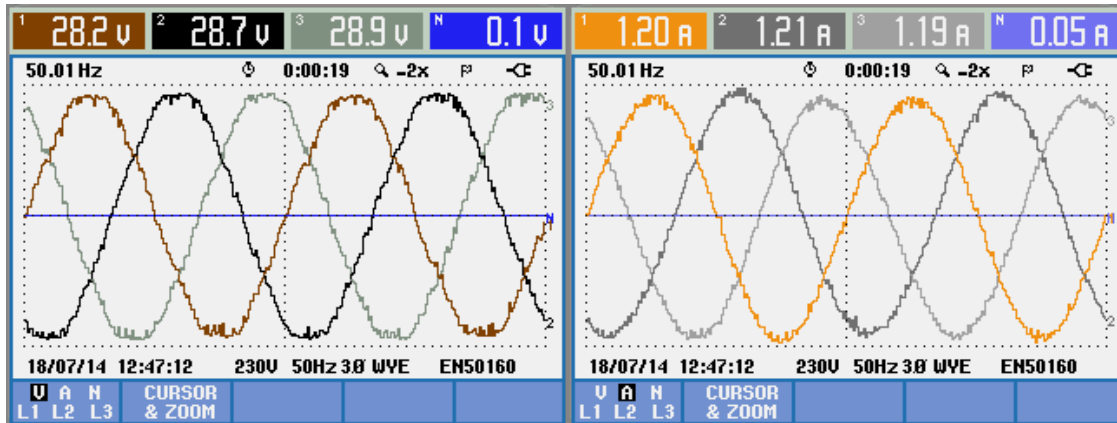 1 28.2 V 2 28.7 V 3 28.9 V N 0.1 V
50.01 Hz 0:00:19 -2x P
3
N
2
18/07/14 12:47:12 230V 50Hz 3Ø WYE EN50160
V A N CURSOR
L1 L2 L3 & ZOOM
1 1.20 A 2 1.21 A 3 1.19 A N 0.05 A
50.01 Hz 0:00:19 -2x P
3
N
2
18/07/14 12:47:12 230V 50Hz 3Ø WYE EN50160
V A N CURSOR
L1 L2 L3 & ZOOM